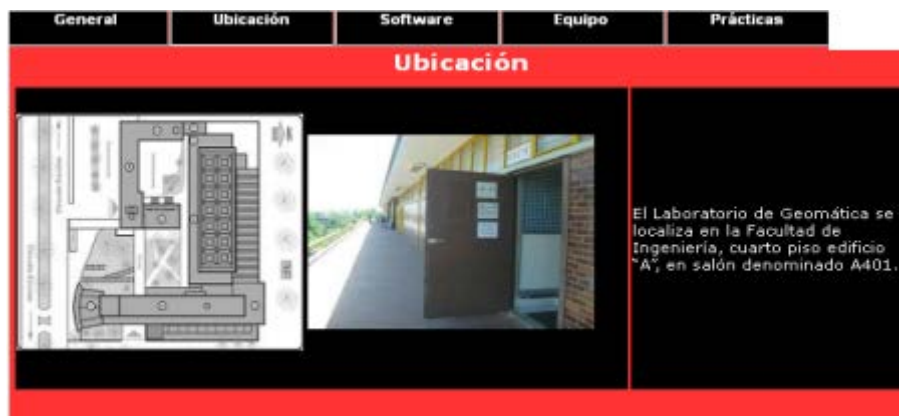 General Ubicación Software Equipo Prácticas
Ubicación
El Laboratorio de Geomática se
localiza en la Facultad de
Ingeniería, cuarto piso edificio
"A", en salón denominado A401.